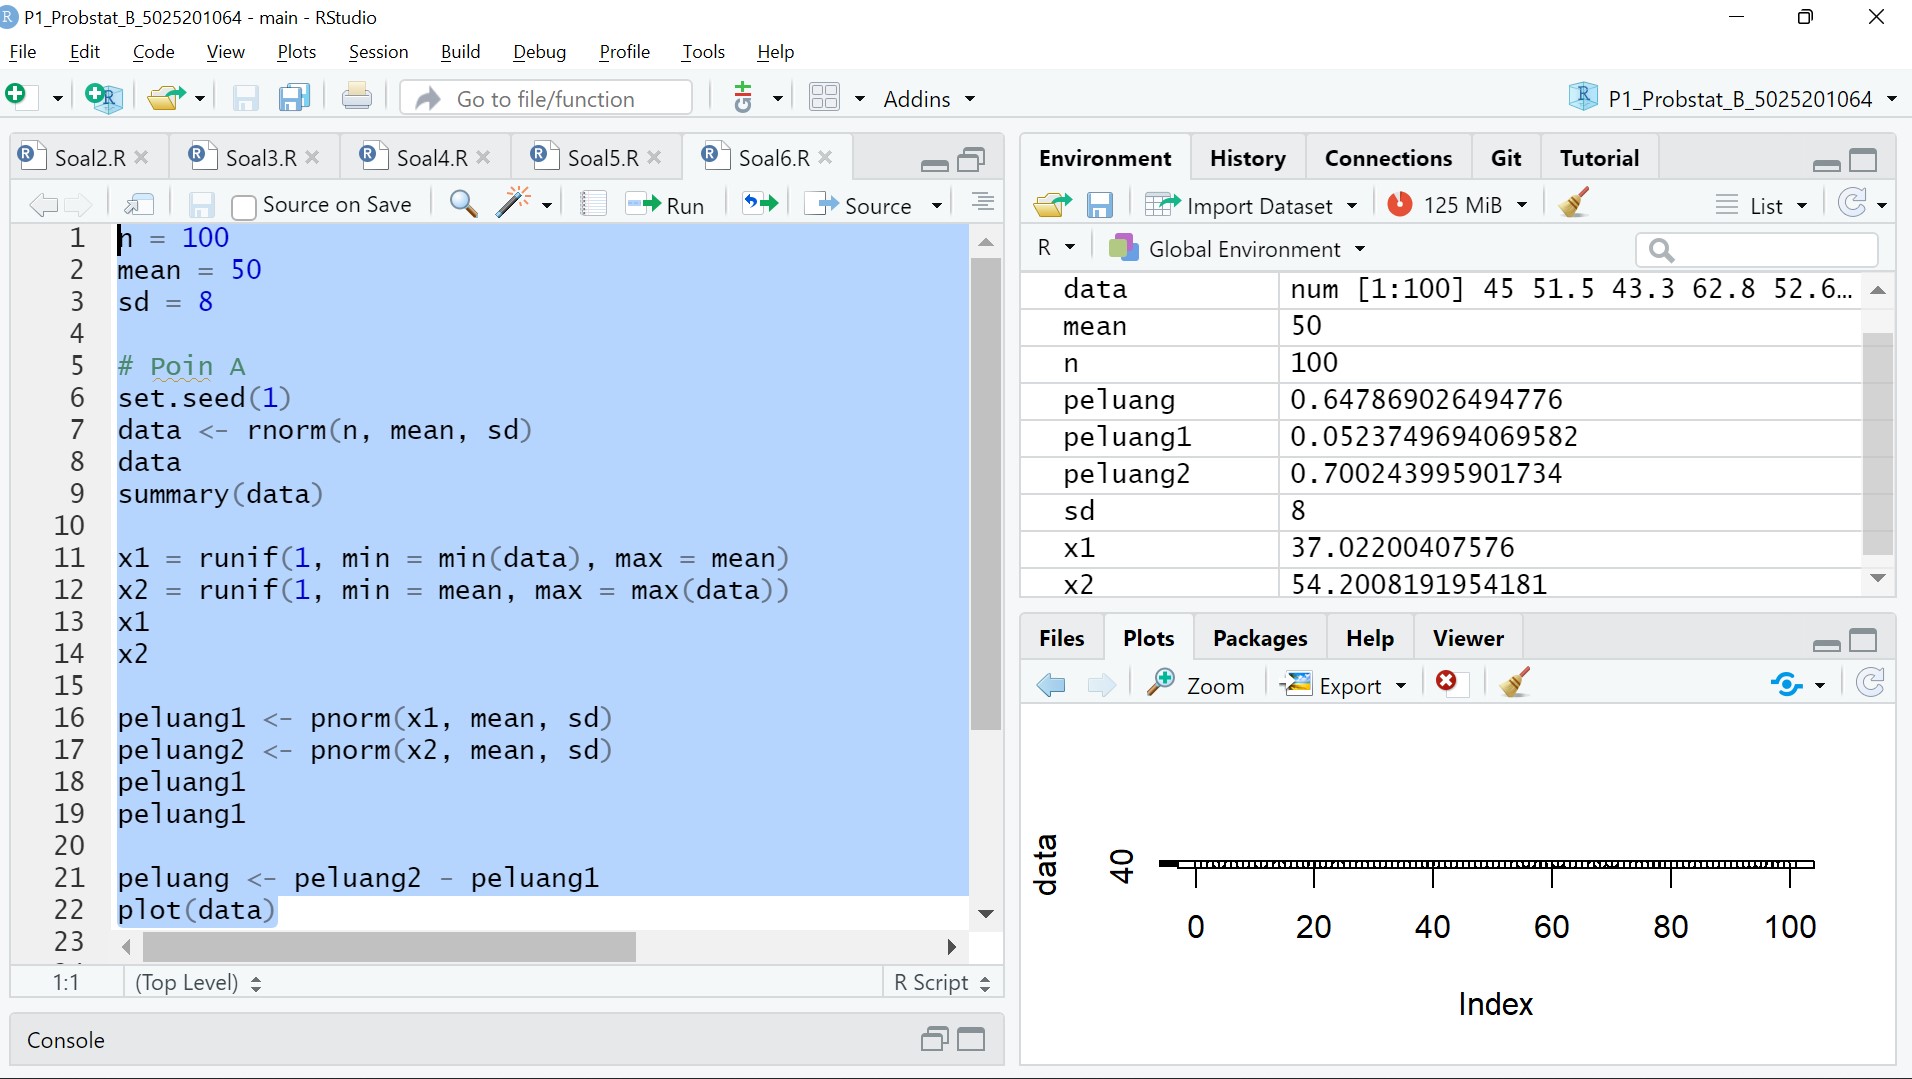 P1_Probstat_B_5025201064 - main - RStudio
File Edit Code View Plots Session Build Debug Profile Tools Help
Go to file/function Addins P1_Probstat_B_5025201064
Soal2.R Soal3.R Soal4.R Soal5.R Soal6.R
Source on Save Run Source
1 n = 100
2 mean = 50
3 sd = 8
4
5 # Poin A
6 set.seed(1)
7 data <- rnorm(n, mean, sd)
8 data
9 summary(data)
10
11 x1 = runif(1, min = min(data), max = mean)
12 x2 = runif(1, min = mean, max = max(data))
13 x1
14 x2
15
16 peluang1 <- pnorm(x1, mean, sd)
17 peluang2 <- pnorm(x2, mean, sd)
18 peluang1
19 peluang1
20
21 peluang <- peluang2 - peluang1
22 plot(data)
23
1:1 (Top Level) R Script
Console
Environment History Connections Git Tutorial
Import Dataset 125 MiB List
R Global Environment
data num [1:100] 45 51.5 43.3 62.8 52.6…
mean 50
n 100
peluang 0.647869026494776
peluang1 0.0523749694069582
peluang2 0.700243995901734
sd 8
x1 37.02200407576
x2 54.2008191954181
Files Plots Packages Help Viewer
Zoom Export
data
40
0 20 40 60 80 100
Index